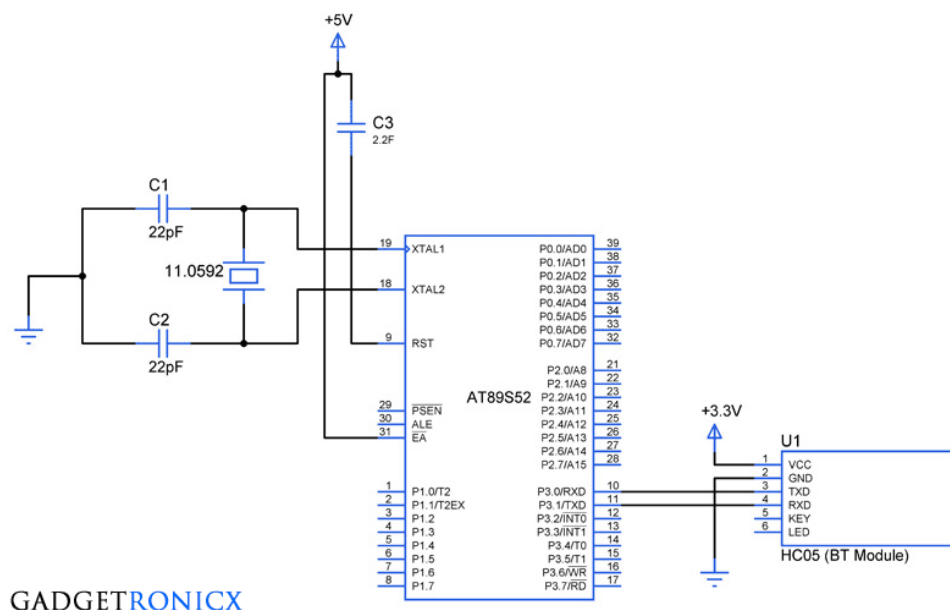 +5V
C3
2.2F
C1
22pF
11.0592
C2
22pF
19 XTAL1
18 XTAL2
9 RST
29 PSEN
30 ALE
31 EA
1 P1.0/T2
2 P1.1/T2EX
3 P1.2
4 P1.3
5 P1.4
6 P1.5
7 P1.6
8 P1.7
AT89S52
P0.0/AD0 39
P0.1/AD1 38
P0.2/AD2 37
P0.3/AD3 36
P0.4/AD4 35
P0.5/AD5 34
P0.6/AD6 33
P0.7/AD7 32
P2.0/A8 21
P2.1/A9 22
P2.2/A10 23
P2.3/A11 24
P2.4/A12 25
P2.5/A13 26
P2.6/A14 27
P2.7/A15 28
P3.0/RXD 10
P3.1/TXD 11
P3.2/INT0 12
P3.3/INT1 13
P3.4/T0 14
P3.5/T1 15
P3.6/WR 16
P3.7/RD 17
+3.3V
U1
1 VCC
2 GND
3 TXD
4 RXD
5 KEY
6 LED
HC05 (BT Module)
GADGETRONICX